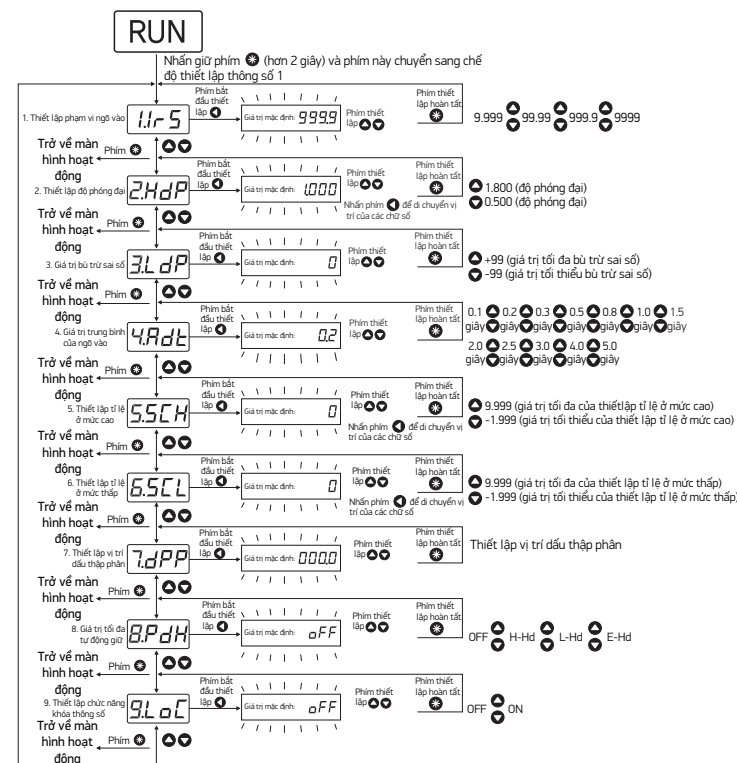 RUN
Nhấn giữ phím (hơn 2 giây) và phím này chuyển sang chế
độ thiết lập thông số 1
1. Thiết lập phạm vi ngõ vào
1.Ir5
Phím bắt
đầu thiết
lập
Giá trị mặc định: 999.9
Phím thiết
lập
Phím thiết
lập hoàn tất
9.999 99.99 999.9 9999
Trở về màn
hình hoạt
động
Phím
2. Thiết lập độ phóng đại
2.HdP
Phím bắt
đầu thiết
lập
Giá trị mặc định: 1.000
Phím thiết
lập
Nhấn phím để di chuyển vị
trí của các chữ số
Phím thiết
lập hoàn tất
1.800 (độ phóng đại)
0.500 (độ phóng đại)
Trở về màn
hình hoạt
động
Phím
3. Giá trị bù trừ sai số
3.LdP
Phím bắt
đầu thiết
lập
Giá trị mặc định: 0
Phím thiết
lập
Phím thiết
lập hoàn tất
+99 (giá trị tối đa bù trừ sai số)
-99 (giá trị tối thiểu bù trừ sai số)
Trở về màn
hình hoạt
động
Phím
4. Giá trị trung bình
của ngõ vào
4.Adt
Phím bắt
đầu thiết
lập
Giá trị mặc định: 0.2
Phím thiết
lập
Phím thiết
lập hoàn tất
0.1 0.2 0.3 0.5 0.8 1.0 1.5
giây giây giây giây giây giây giây
2.0 2.5 3.0 4.0 5.0
giây giây giây giây giây
Trở về màn
hình hoạt
động
Phím
5. Thiết lập tỉ lệ
ở mức cao
5.SCH
Phím bắt
đầu thiết
lập
Giá trị mặc định: 0
Phím thiết
lập
Nhấn phím để di chuyển vị
trí của các chữ số
Phím thiết
lập hoàn tất
9.999 (giá trị tối đa của thiếtlập tỉ lệ ở mức cao)
-1.999 (giá trị tối thiểu của thiết lập tỉ lệ ở mức cao)
Trở về màn
hình hoạt
động
Phím
6. Thiết lập tỉ lệ
ở mức thấp
6.SCL
Phím bắt
đầu thiết
lập
Giá trị mặc định: 0
Phím thiết
lập
Nhấn phím để di chuyển vị
trí của các chữ số
Phím thiết
lập hoàn tất
9.999 (giá trị tối đa của thiết lập tỉ lệ ở mức thấp)
-1.999 (giá trị tối thiểu của thiết lập tỉ lệ ở mức thấp)
Trở về màn
hình hoạt
động
Phím
7. Thiết lập vị trí
dấu thập phân
7.dPP
Phím bắt
đầu thiết
lập
Giá trị mặc định: 000.0
Phím thiết
lập
Phím thiết
lập hoàn tất
Thiết lập vị trí dấu thập phân
Trở về màn
hình hoạt
động
Phím
8. Giá trị tối đa
tự động giữ
8.PdH
Phím bắt
đầu thiết
lập
Giá trị mặc định: oFF
Phím thiết
lập
Phím thiết
lập hoàn tất
OFF H-Hd L-Hd E-Hd
Trở về màn
hình hoạt
động
Phím
9. Thiết lập chức năng
khóa thông số
9.LoC
Phím bắt
đầu thiết
lập
Giá trị mặc định: oFF
Phím thiết
lập
Phím thiết
lập hoàn tất
OFF ON
Trở về màn
hình hoạt
động
Phím